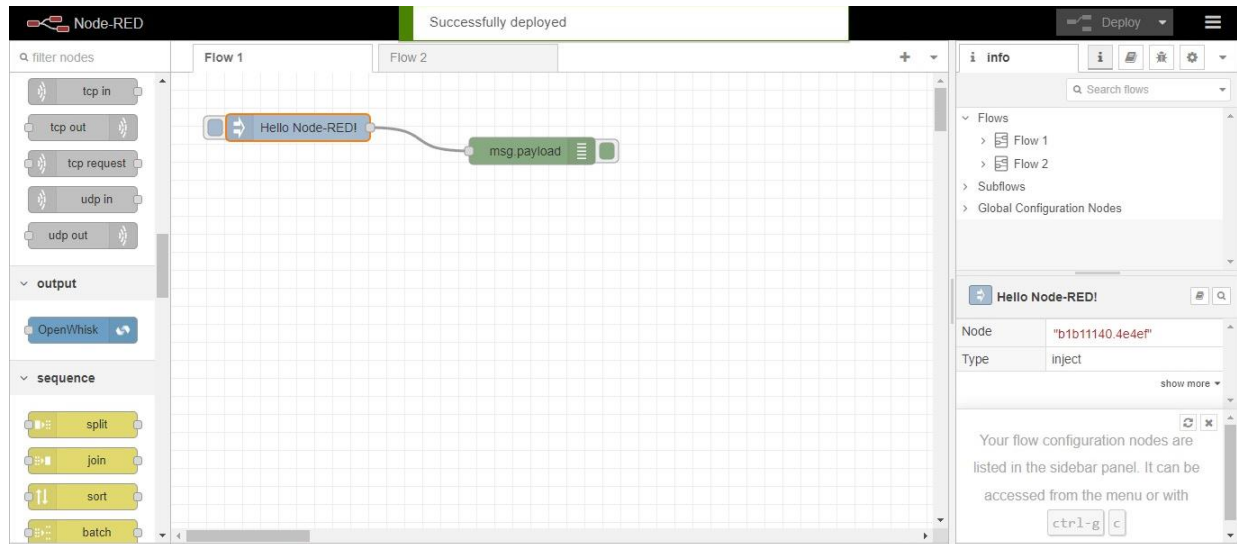 Node-RED
Successfully deployed
Deploy
filter nodes
Flow 1
Flow 2
i info
i
Search flows
tcp in
tcp out
tcp request
udp in
udp out
output
OpenWhisk
sequence
split
join
sort
batch
Hello Node-RED!
msg.payload
Flows
Flow 1
Flow 2
Subflows
Global Configuration Nodes
Hello Node-RED!
Node "b1b11140.4e4ef"
Type inject
show more
Your flow configuration nodes are
listed in the sidebar panel. It can be
accessed from the menu or with
ctrl-g c